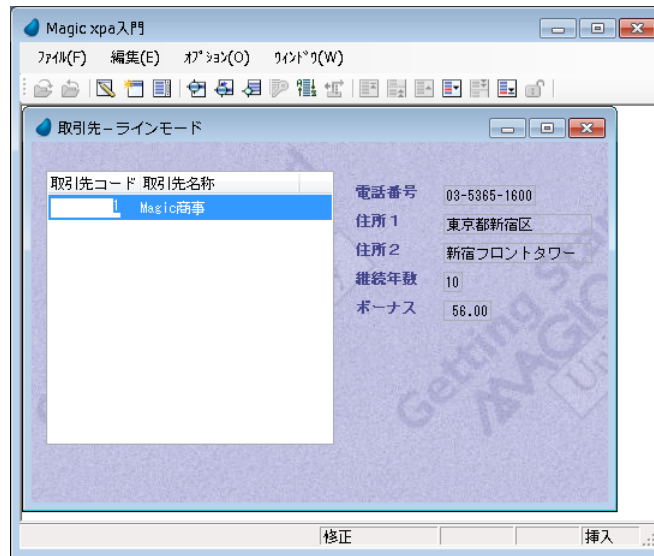 Magic xpa入門
ﾌｧｲﾙ(F) 編集(E) ｵﾌﾟｼｮﾝ(O) ｳｨﾝﾄﾞｳ(W)
取引先－ラインモード
取引先コード 取引先名称
1 Magic商事
電話番号 03-5365-1600
住所１ 東京都新宿区
住所２ 新宿フロントタワー
継続年数 10
ボーナス 56.00
Getting Star
MAGIC
Uni
修正 挿入